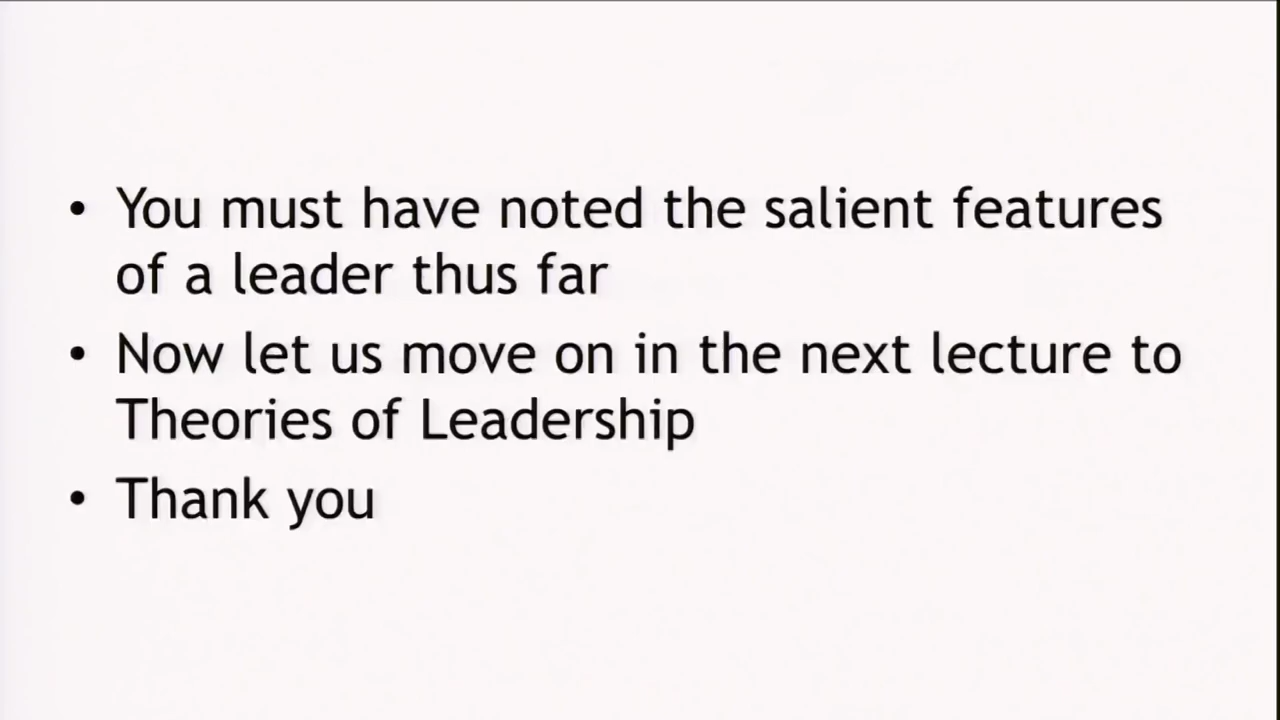 • You must have noted the salient features
of a leader thus far
• Now let us move on in the next lecture to
Theories of Leadership
• Thank you